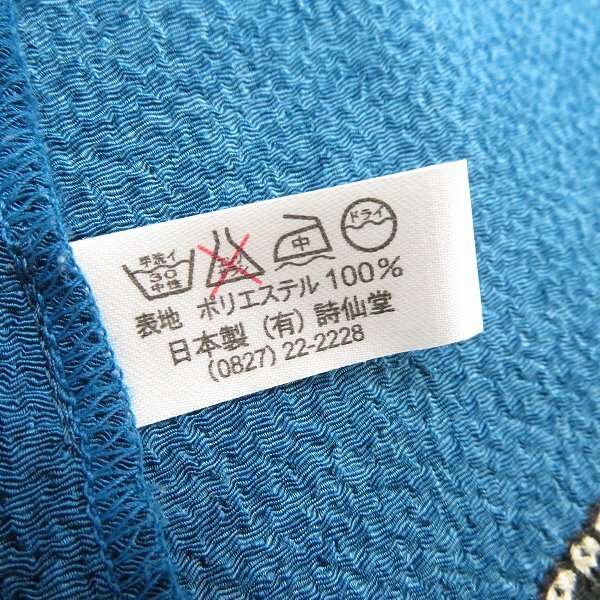 手洗イ
30
中性
中
ドライ
表地 ポリエステル 100%
日本製 (有) 詩仙堂
(0827) 22-2228